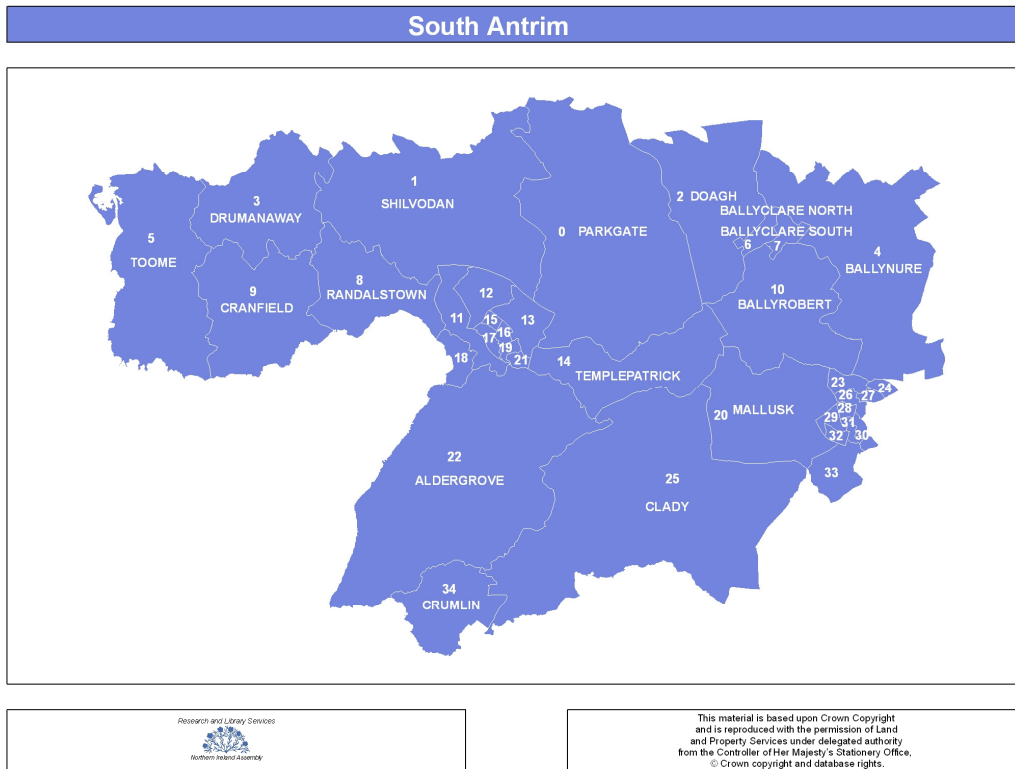 South Antrim
1
SHILVODAN
2 DOAGH
3
DRUMANAWAY
BALLYCLARE NORTH
0 PARKGATE
BALLYCLARE SOUTH
5
TOOME
6
7
4
BALLYNURE
8
RANDALSTOWN
9
CRANFIELD
10
BALLYROBERT
12
11
15
13
16
17
19
18
21
14
TEMPLEPATRICK
23
24
26
27
20 MALLUSK
28
29
31
32
30
22
ALDERGROVE
25
CLADY
33
34
CRUMLIN
Research and Library Services
Northern Ireland Assembly
This material is based upon Crown Copyright
and is reproduced with the permission of Land
and Property Services under delegated authority
from the Controller of Her Majesty's Stationery Office,
© Crown copyright and database rights.